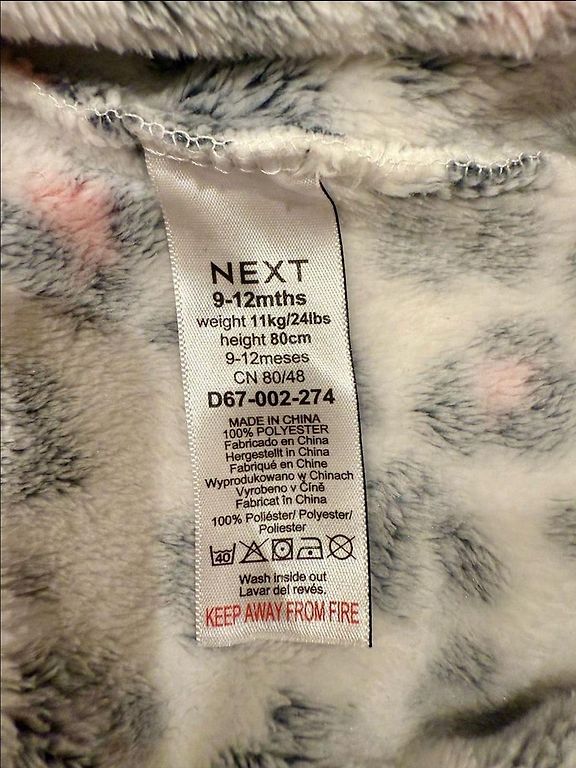 NEXT
9-12mths
weight 11kg/24lbs
height 80cm
9-12meses
CN 80/48
D67-002-274
MADE IN CHINA
100% POLYESTER
Fabricado en China
Hergestellt in China
Fabriqué en Chine
Wyprodukowano w Chinach
Vyrobeno v Číně
Fabricat în China
100% Poliéster/ Polyester/
Poliester
40
Wash inside out
Lavar del revés.
KEEP AWAY FROM FIRE